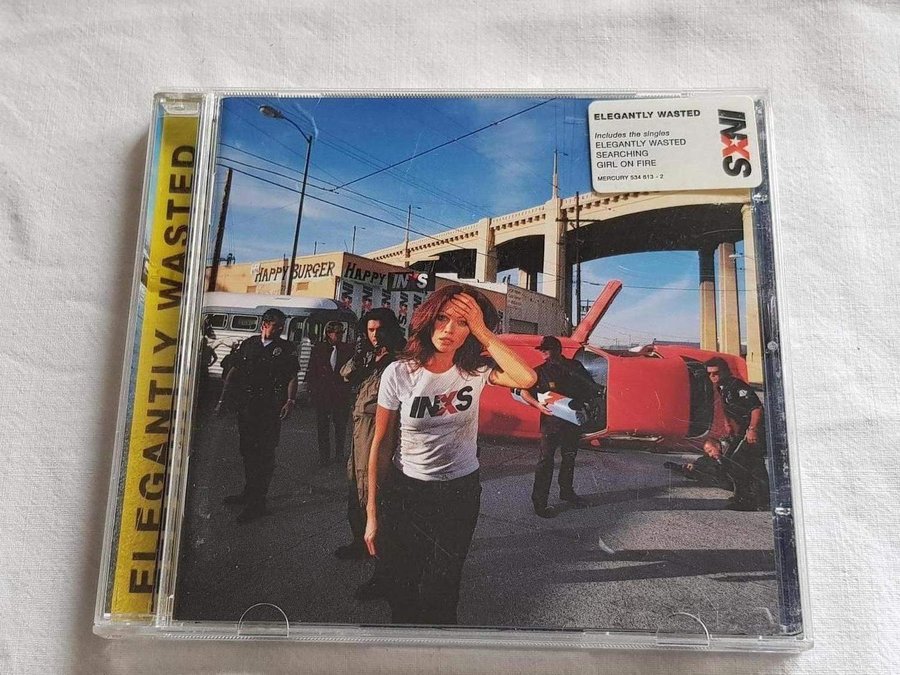 ELEGANTLY WASTED
ELEGANTLY WASTED
Includes the singles
ELEGANTLY WASTED
SEARCHING
GIRL ON FIRE
MERCURY 534 613 - 2
INXS
HAPPY BURGER
HAPPY
INXS
INXS